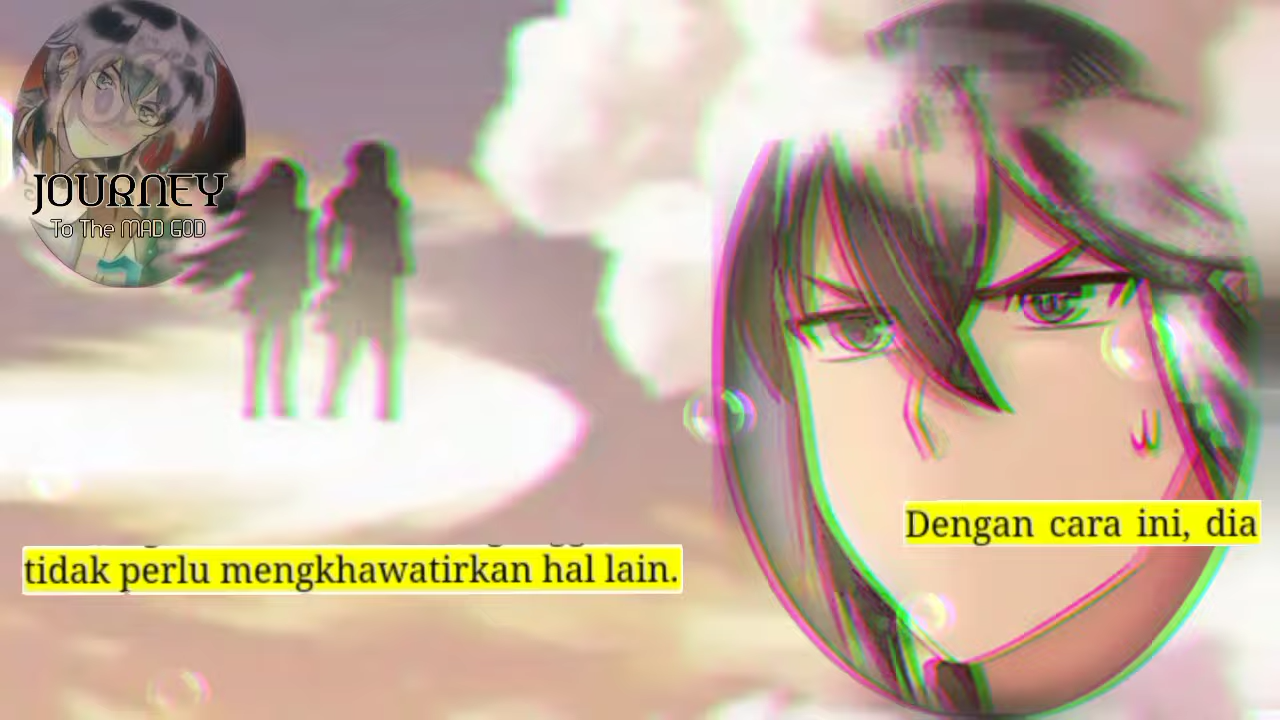 JOURNEY
To The MAD GOD
Dengan cara ini, dia
tidak perlu mengkhawatirkan hal lain.